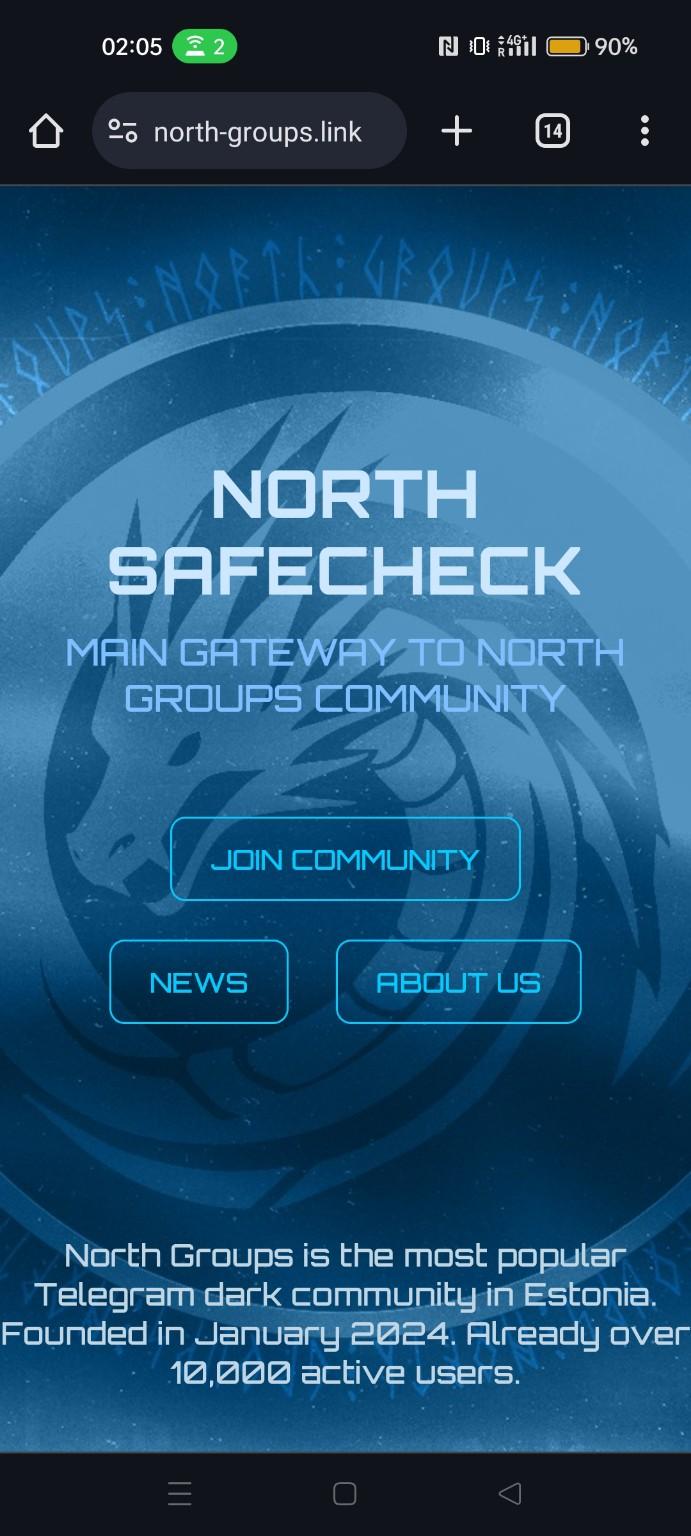 02:05
2
4G+
R
90%
north-groups.link
14
NORTH
SAFECHECK
MAIN GATEWAY TO NORTH
GROUPS COMMUNITY
JOIN COMMUNITY
NEWS
ABOUT US
North Groups is the most popular
Telegram dark community in Estonia.
Founded in January 2024. Already over
10,000 active users.